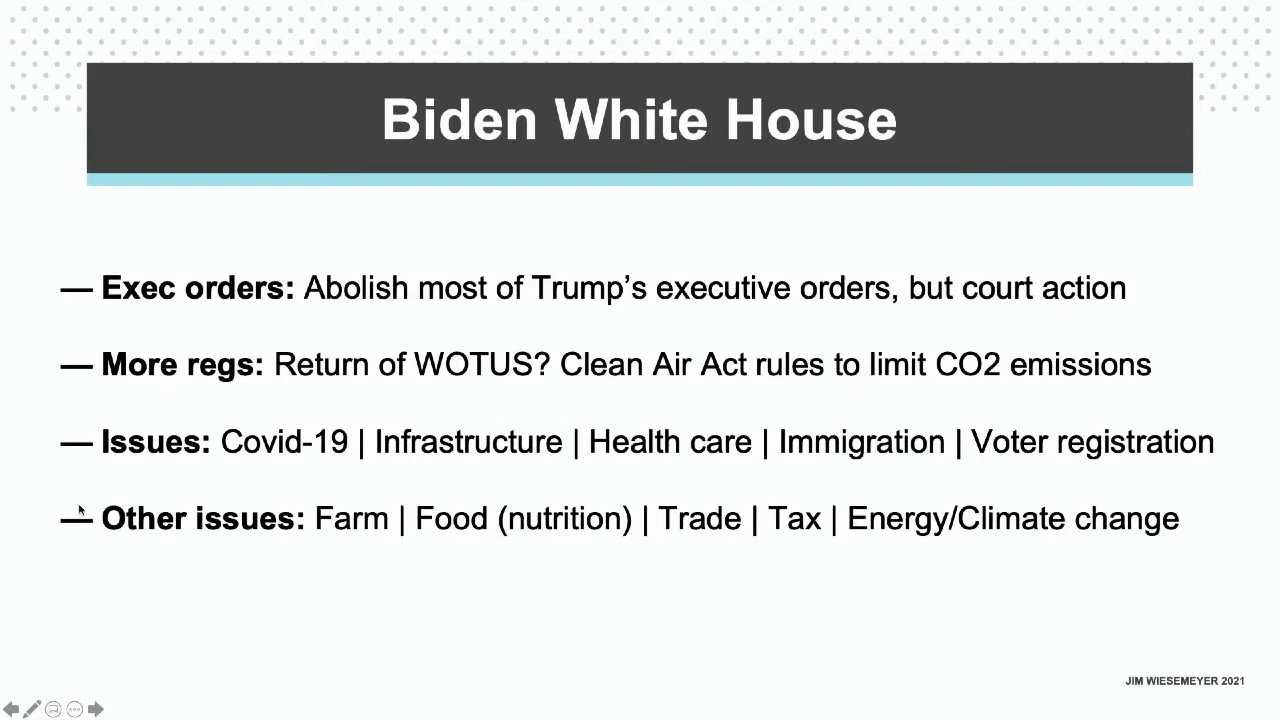 Biden White House
— Exec orders: Abolish most of Trump’s executive orders, but court action
— More regs: Return of WOTUS? Clean Air Act rules to limit CO2 emissions
— Issues: Covid-19 | Infrastructure | Health care | Immigration | Voter registration
— Other issues: Farm | Food (nutrition) | Trade | Tax | Energy/Climate change
JIM WIESEMEYER 2021